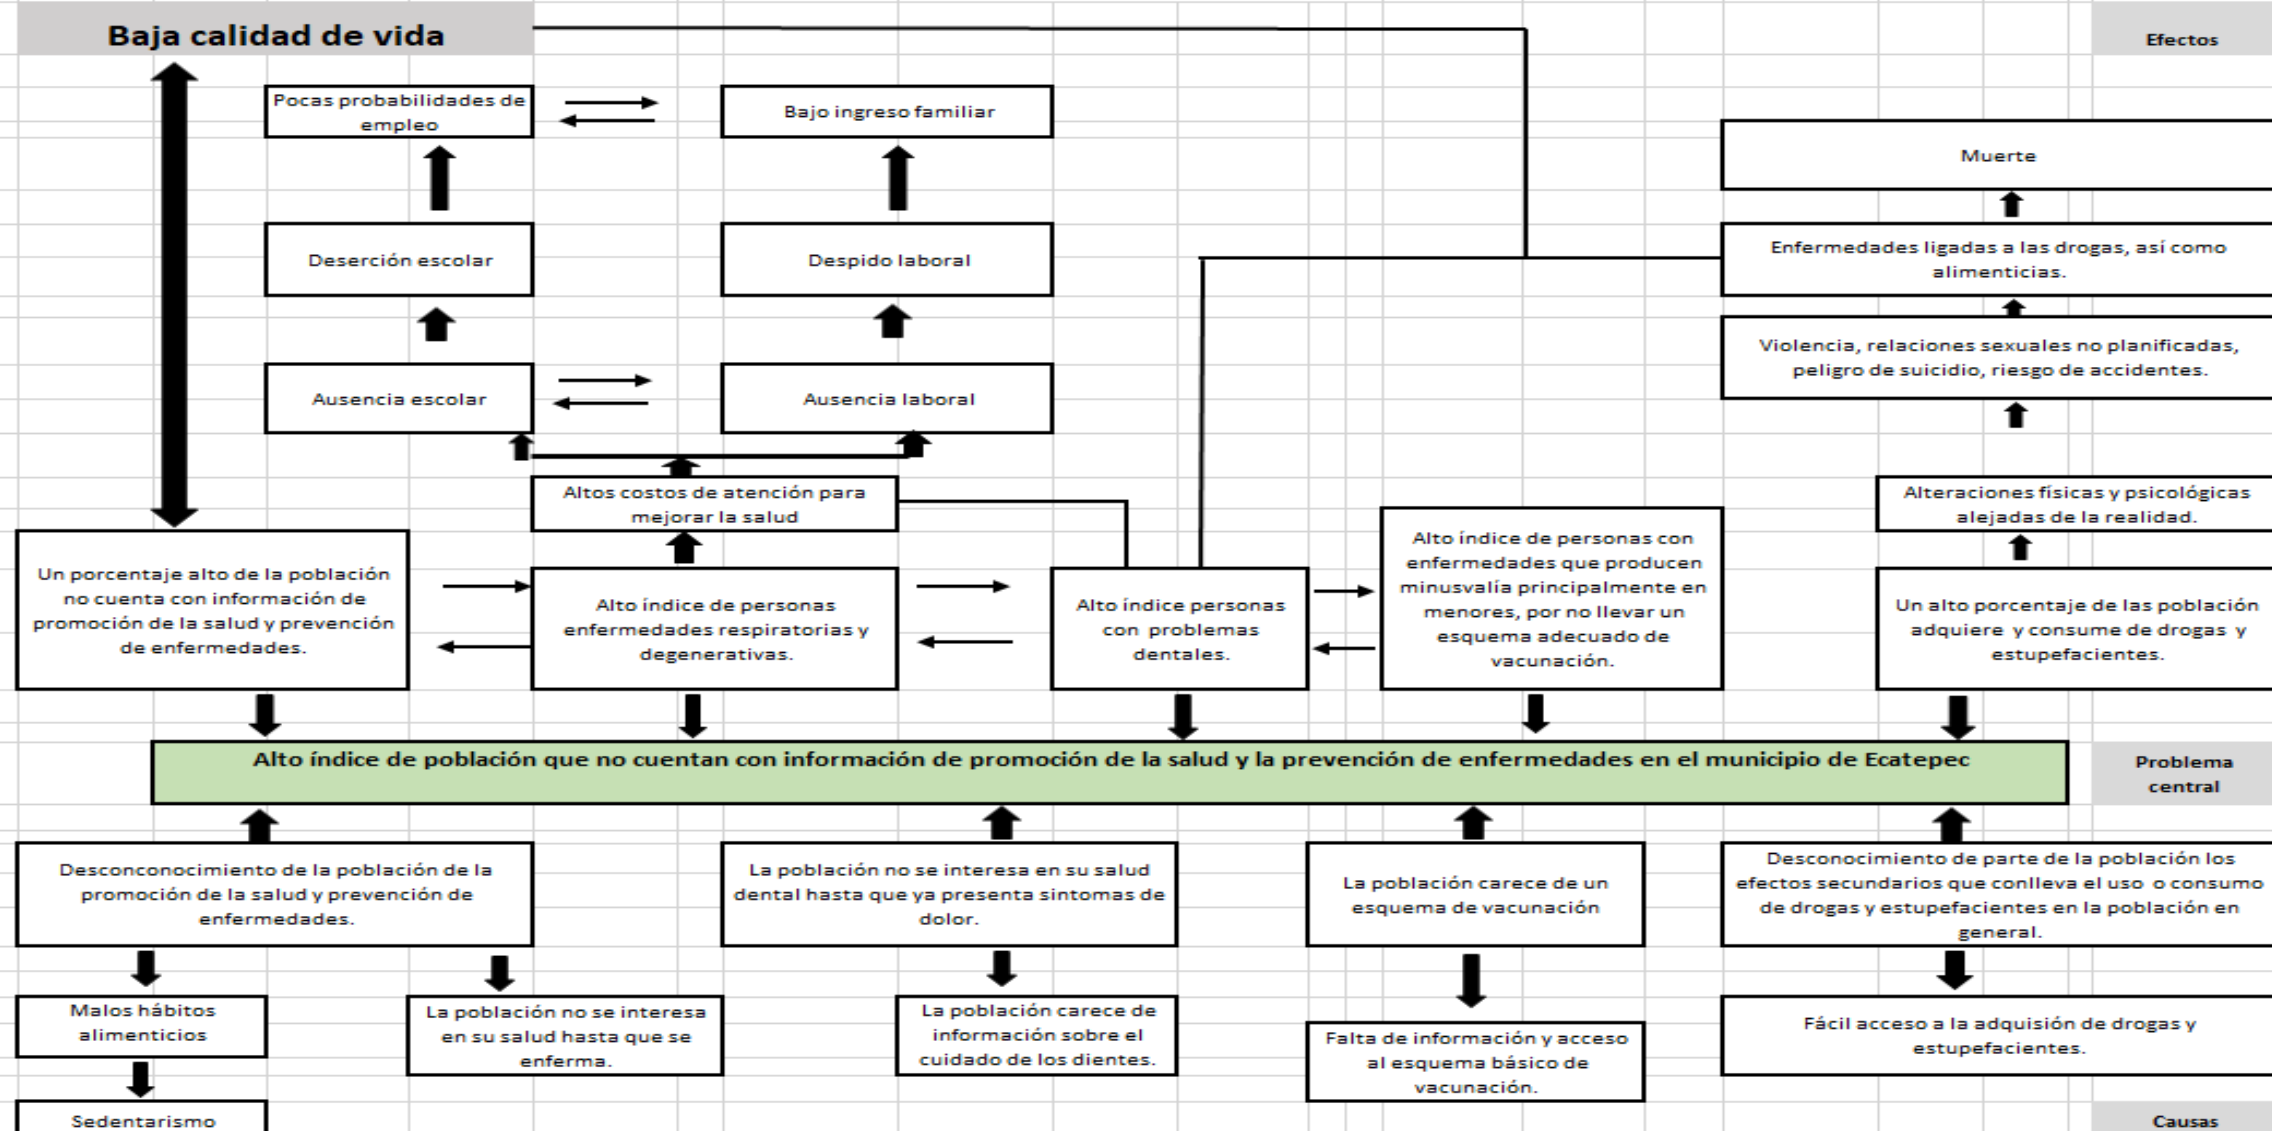 Baja calidad de vida
Efectos
Pocas probabilidades de
empleo
Bajo ingreso familiar
Muerte
Deserción escolar
Despido laboral
Enfermedades ligadas a las drogas, así como
alimenticias.
Violencia, relaciones sexuales no planificadas,
peligro de suicidio, riesgo de accidentes.
Ausencia escolar
Ausencia laboral
Altos costos de atención para
mejorar la salud
Alteraciones físicas y psicológicas
alejadas de la realidad.
Un porcentaje alto de la población
no cuenta con información de
promoción de la salud y prevención
de enfermedades.
Alto índice de personas
enfermedades respiratorias y
degenerativas.
Alto índice personas
con problemas
dentales.
Alto índice de personas con
enfermedades que producen
minusvalía principalmente en
menores, por no llevar un
esquema adecuado de
vacunación.
Un alto porcentaje de las población
adquiere y consume de drogas y
estupefacientes.
Alto índice de población que no cuentan con información de promoción de la salud y la prevención de enfermedades en el municipio de Ecatepec
Problema
central
Desconconocimiento de la población de la
promoción de la salud y prevención de
enfermedades.
La población no se interesa en su salud
dental hasta que ya presenta sintomas de
dolor.
La población carece de un
esquema de vacunación
Desconocimiento de parte de la población los
efectos secundarios que conlleva el uso o consumo
de drogas y estupefacientes en la población en
general.
Malos hábitos
alimenticios
La población no se interesa
en su salud hasta que se
enferma.
La población carece de
información sobre el
cuidado de los dientes.
Falta de información y acceso
al esquema básico de
vacunación.
Fácil acceso a la adquisión de drogas y
estupefacientes.
Sedentarismo
Causas